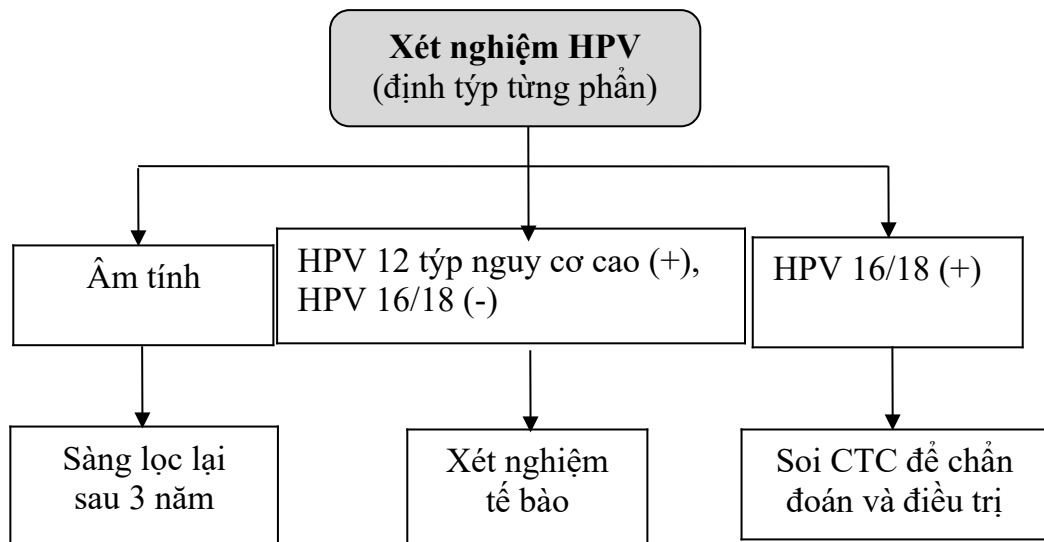 Xét nghiệm HPV
(định týp từng phẩn)
Âm tính
HPV 12 týp nguy cơ cao (+),
HPV 16/18 (-)
HPV 16/18 (+)
Sàng lọc lại
sau 3 năm
Xét nghiệm
tế bào
Soi CTC để chẩn
đoán và điều trị